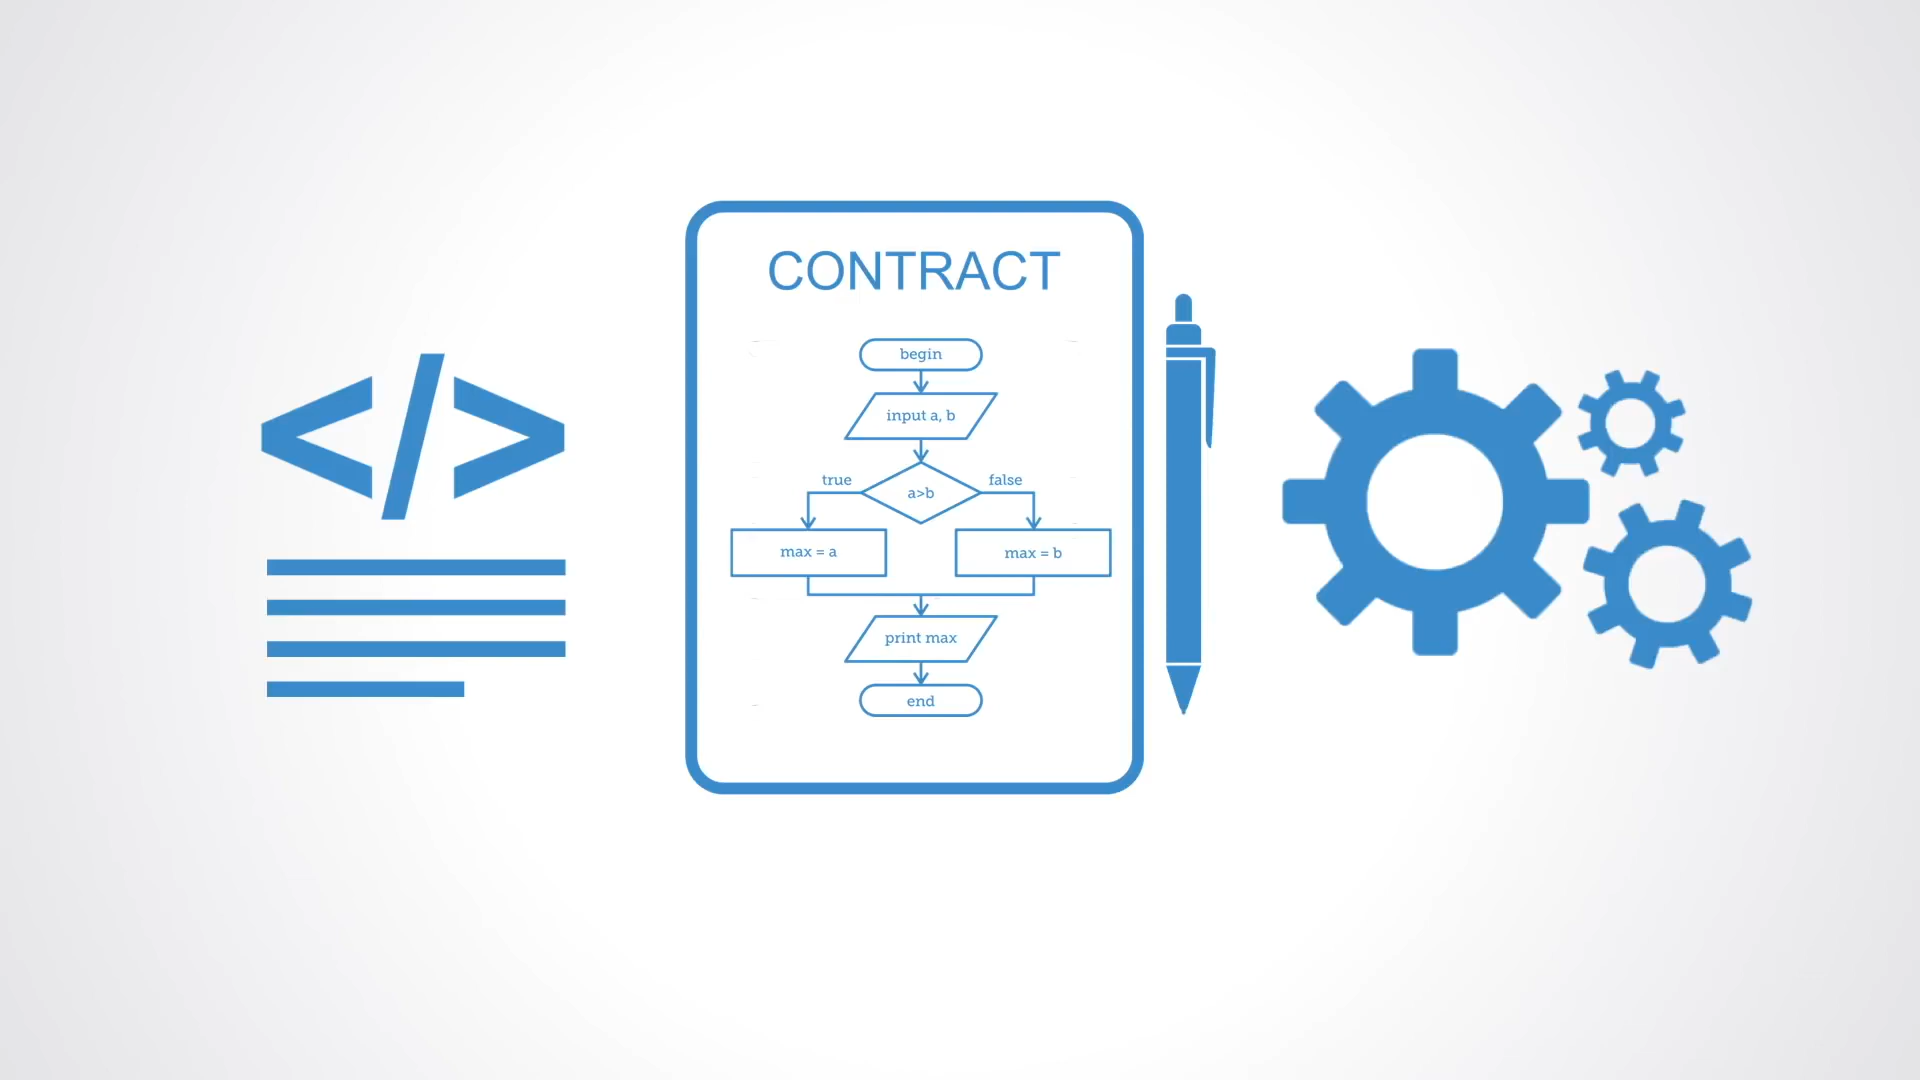 </>
CONTRACT
begin
input a, b
true
false
a>b
max = a
max = b
print max
end